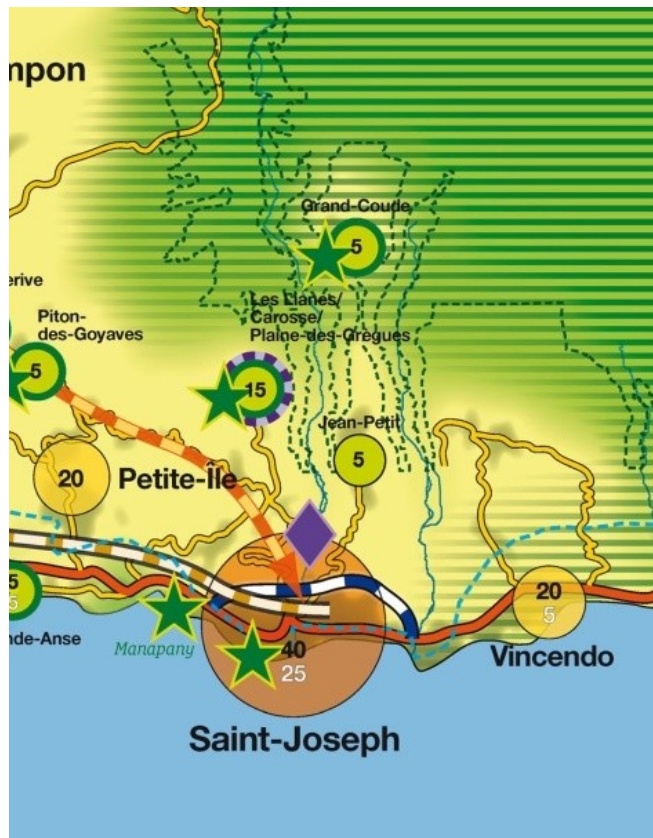 mpon
Grand-Coude
5
erive
Les Lianes/
Carosse/
Plaine-des-Grègues
Piton-
des-Goyaves
5
15
Jean-Petit
5
20
Petite-Île
5
5
20
5
nde-Anse
Manapany
40
25
Vincendo
Saint-Joseph